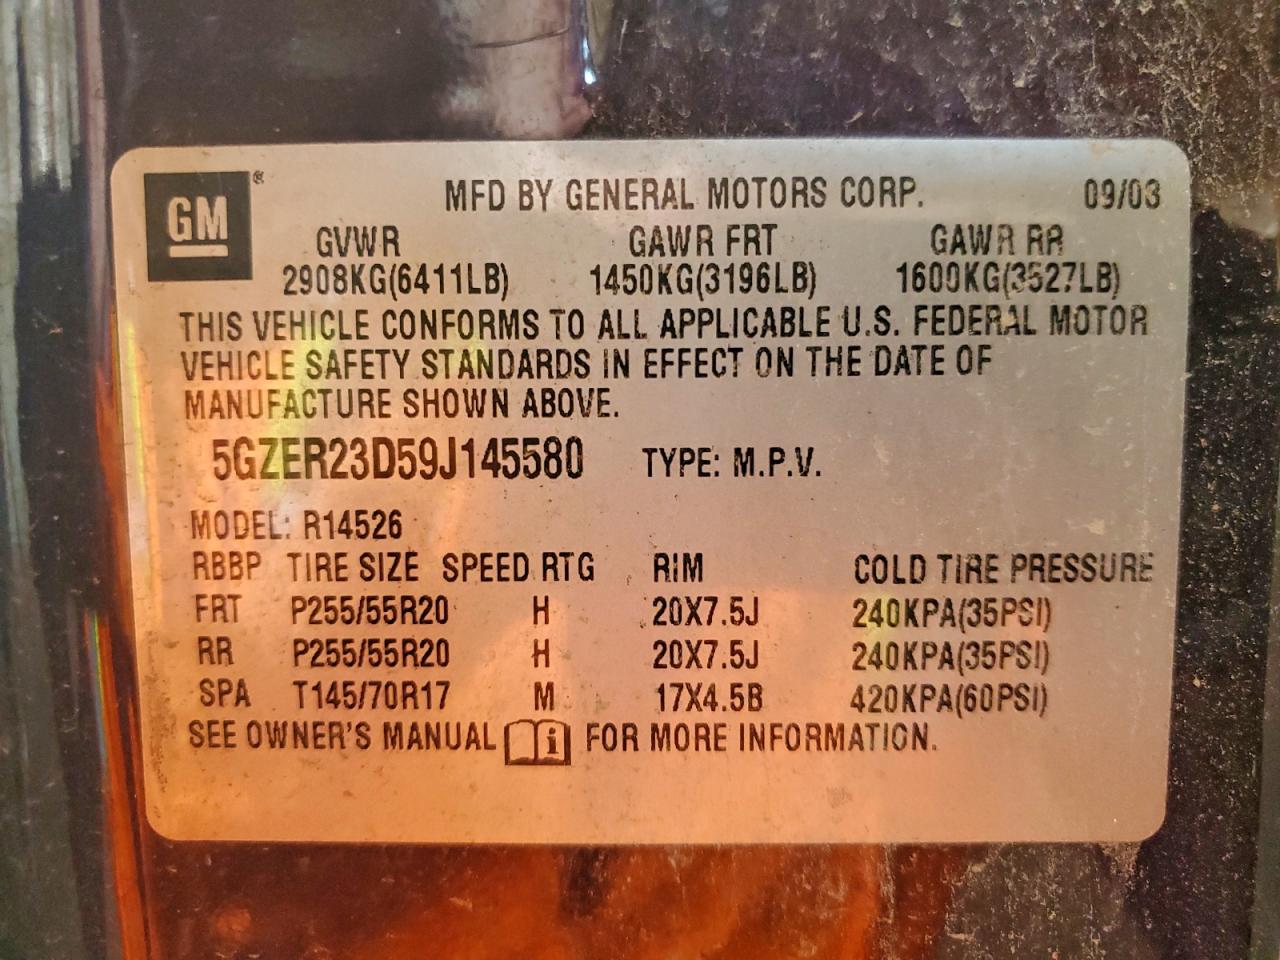 GM®
MFD BY GENERAL MOTORS CORP. 09/03
GVWR GAWR FRT GAWR RR
2908KG(6411LB) 1450KG(3196LB) 1600KG(3527LB)
THIS VEHICLE CONFORMS TO ALL APPLICABLE U.S. FEDERAL MOTOR
VEHICLE SAFETY STANDARDS IN EFFECT ON THE DATE OF
MANUFACTURE SHOWN ABOVE.
5GZER23D59J145580 TYPE: M.P.V.
MODEL: R14526
RBBP TIRE SIZE SPEED RTG RIM COLD TIRE PRESSURE
FRT P255/55R20 H 20X7.5J 240KPA(35PSI)
RR P255/55R20 H 20X7.5J 240KPA(35PSI)
SPA T145/70R17 M 17X4.5B 420KPA(60PSI)
SEE OWNER'S MANUAL i FOR MORE INFORMATION.